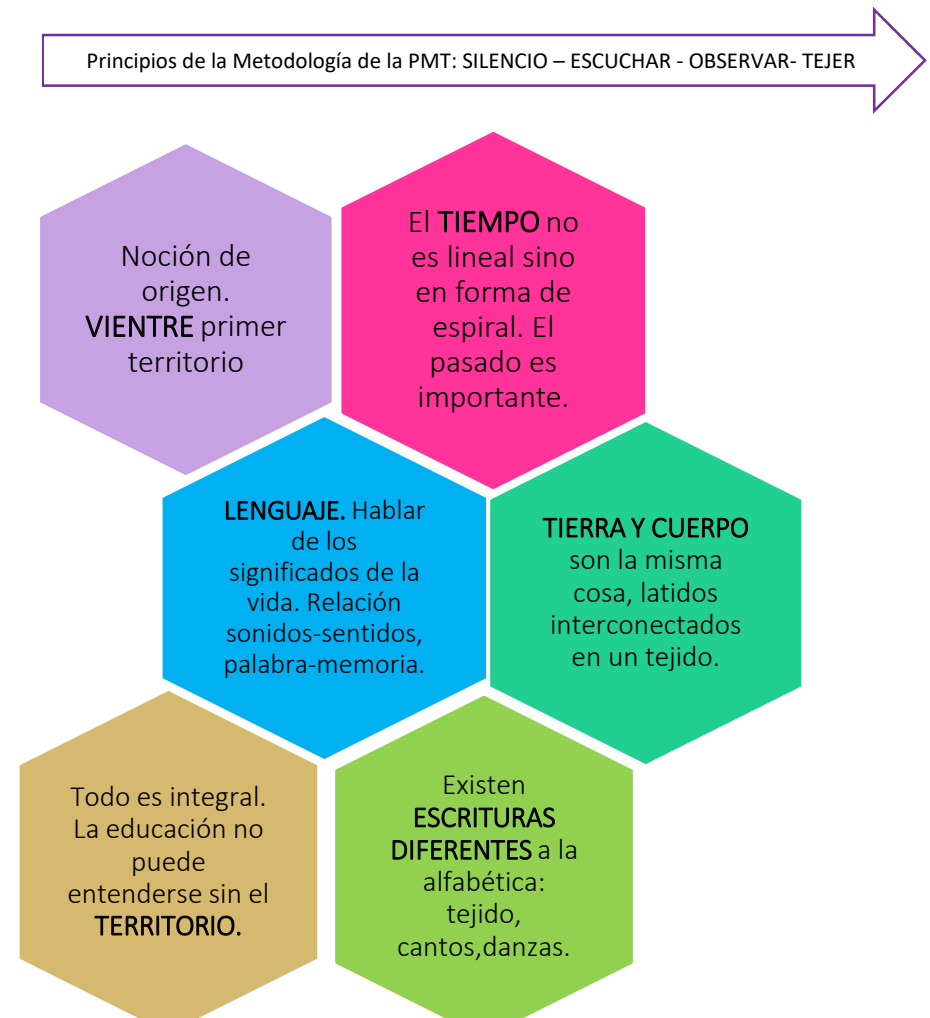 Principios de la Metodología de la PMT: SILENCIO – ESCUCHAR - OBSERVAR- TEJER
Noción de
origen.
VIENTRE primer
territorio
El TIEMPO no
es lineal sino
en forma de
espiral. El
pasado es
importante.
LENGUAJE. Hablar
de los
significados de la
vida. Relación
sonidos-sentidos,
palabra-memoria.
TIERRA Y CUERPO
son la misma
cosa, latidos
interconectados
en un tejido.
Todo es integral.
La educación no
puede
entenderse sin el
TERRITORIO.
Existen
ESCRITURAS
DIFERENTES a la
alfabética:
tejido,
cantos,danzas.